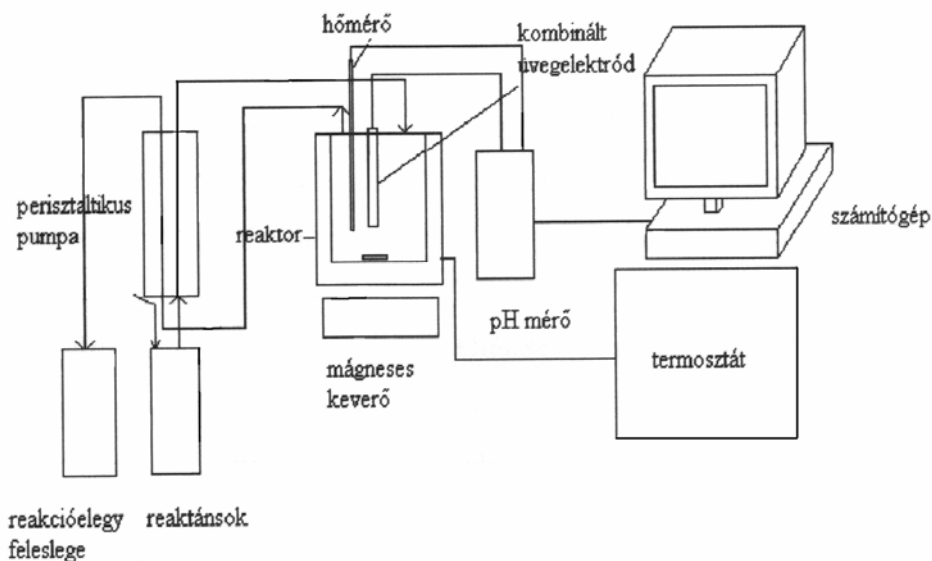 hőmérő
kombinált
üvegelektród
perisztaltikus
pumpa
reaktor
számítógép
pH mérő
termosztát
mágneses
keverő
reakcióelegy
feleslege
reaktánsok